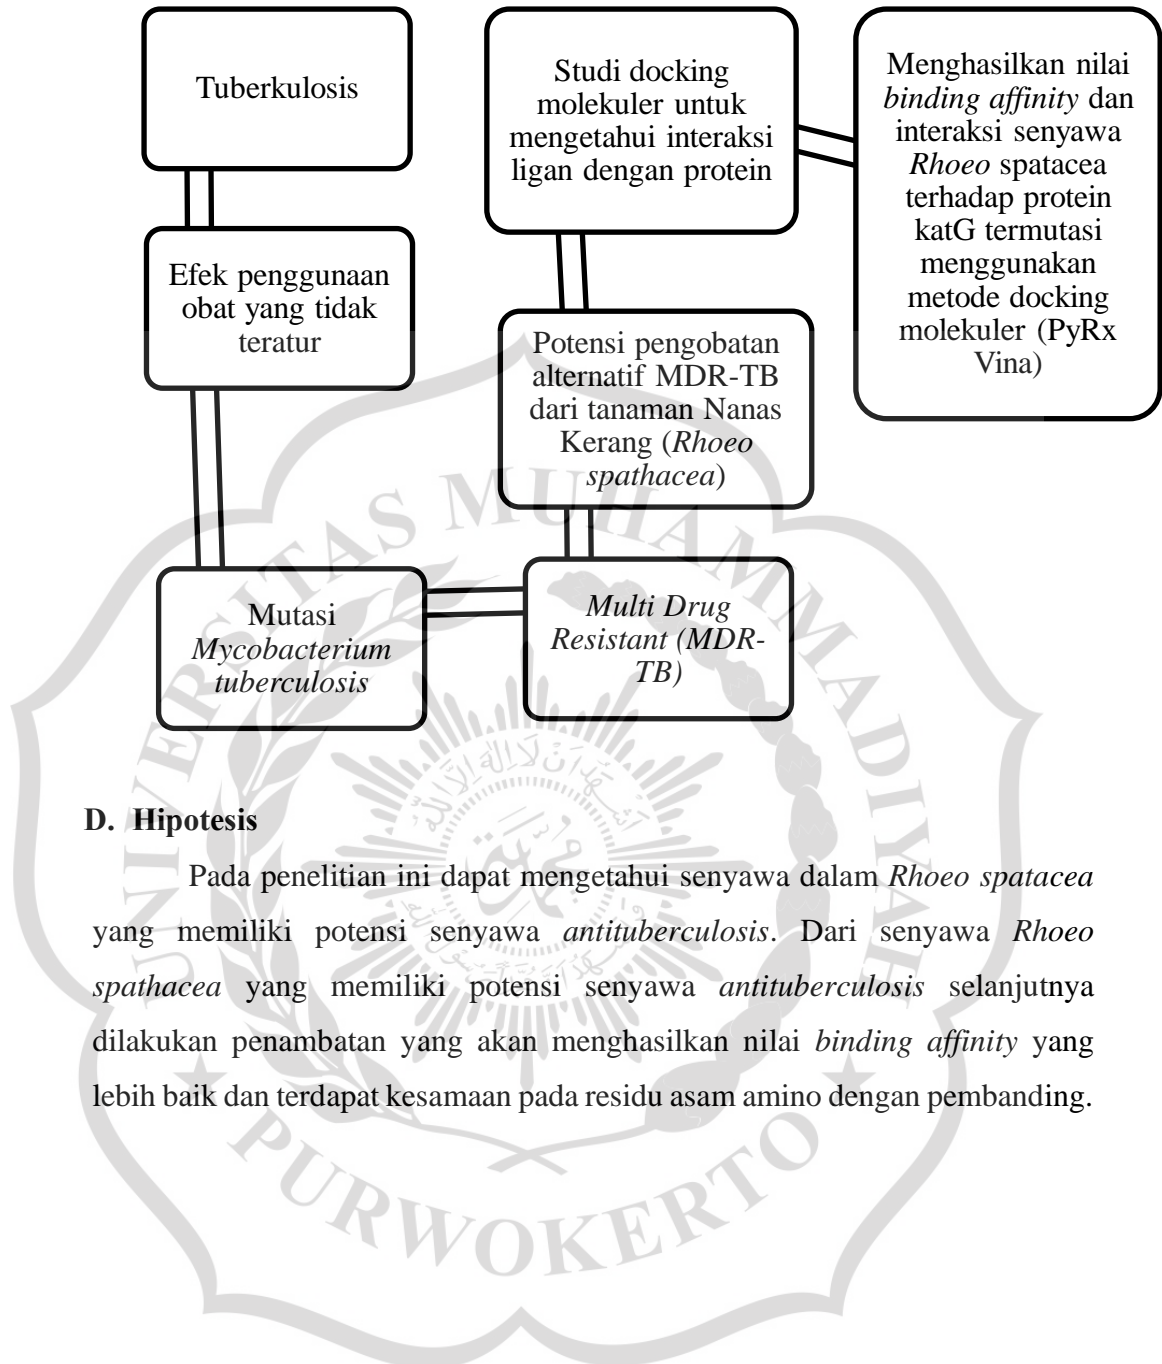 Tuberkulosis
Efek penggunaan
obat yang tidak
teratur
Mutasi
Mycobacterium
tuberculosis
Multi Drug
Resistant (MDR-
TB)
Potensi pengobatan
alternatif MDR-TB
dari tanaman Nanas
Kerang (Rhoeo
spathacea)
Studi docking
molekuler untuk
mengetahui interaksi
ligan dengan protein
Menghasilkan nilai
binding affinity dan
interaksi senyawa
Rhoeo spatacea
terhadap protein
katG termutasi
menggunakan
metode docking
molekuler (PyRx
Vina)
D. Hipotesis
Pada penelitian ini dapat mengetahui senyawa dalam Rhoeo spatacea
yang memiliki potensi senyawa antituberculosis. Dari senyawa Rhoeo
spathacea yang memiliki potensi senyawa antituberculosis selanjutnya
dilakukan penambatan yang akan menghasilkan nilai binding affinity yang
lebih baik dan terdapat kesamaan pada residu asam amino dengan pembanding.
UNIVERSITAS MUHAMMADIYAH
PURWOKERTO